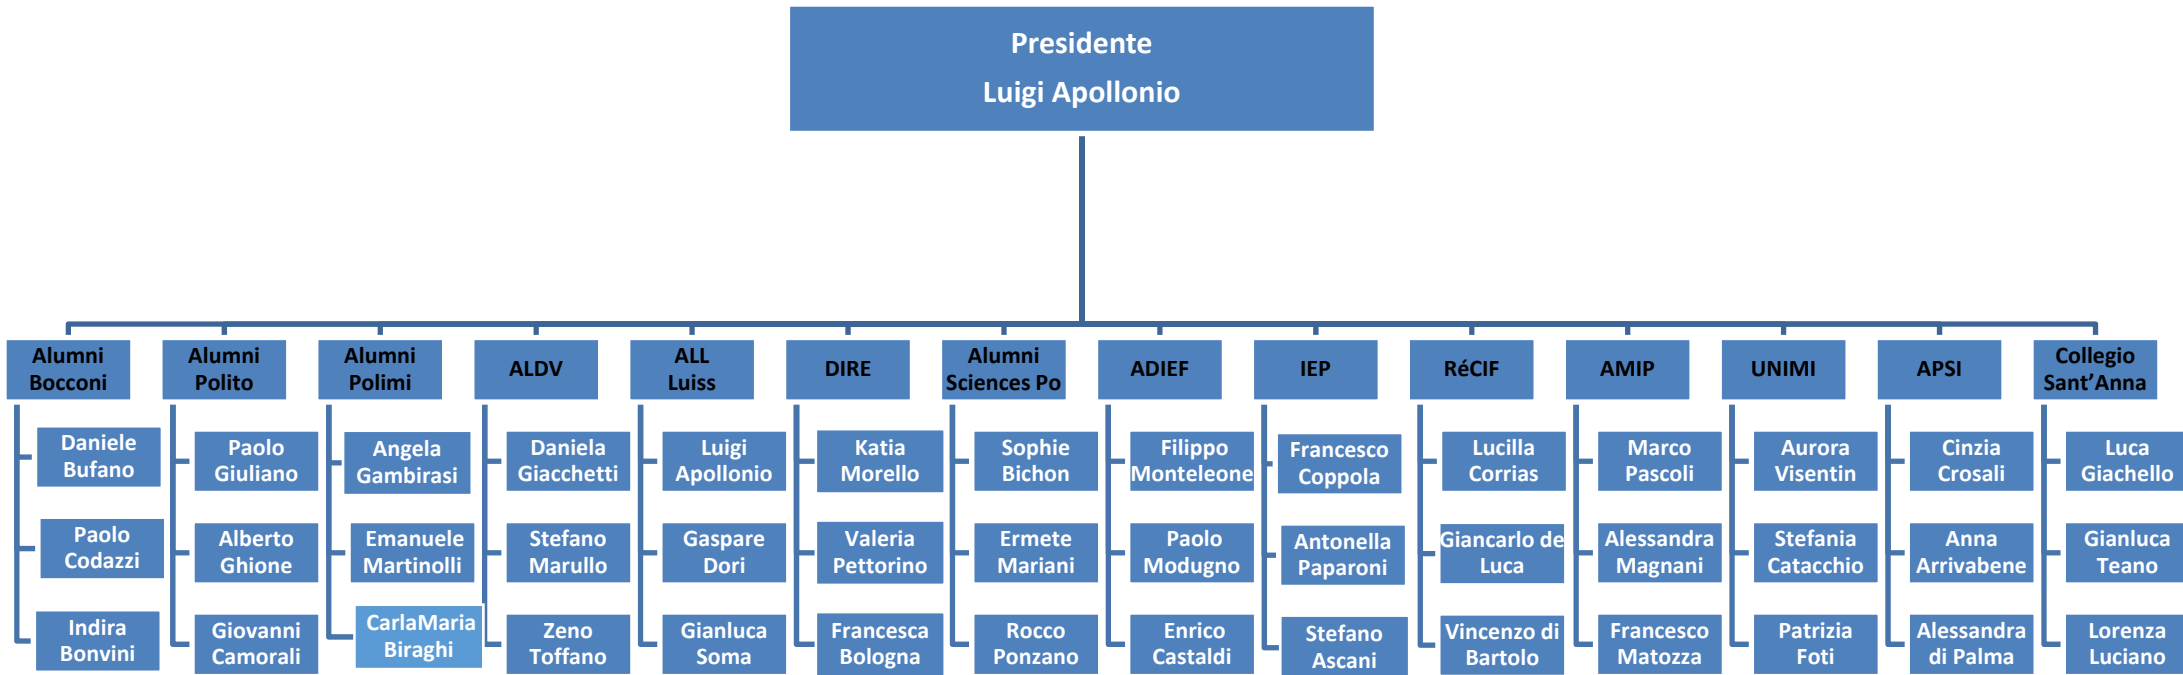 Presidente
Luigi Apollonio
Alumni
Bocconi
Daniele
Bufano
Paolo
Codazzi
Indira
Bonvini
Alumni
Polito
Paolo
Giuliano
Alberto
Ghione
Giovanni
Camorali
Alumni
Polimi
Angela
Gambirasi
Emanuele
Martinolli
CarlaMaria
Biraghi
ALDV
Daniela
Giacchetti
Stefano
Marullo
Zeno
Toffano
ALL
Luiss
Luigi
Apollonio
Gaspare
Dori
Gianluca
Soma
DIRE
Katia
Morello
Valeria
Pettorino
Francesca
Bologna
Alumni
Sciences Po
Sophie
Bichon
Ermete
Mariani
Rocco
Ponzano
ADIEF
Filippo
Monteleone
Paolo
Modugno
Enrico
Castaldi
IEP
Francesco
Coppola
Antonella
Paparoni
Stefano
Ascani
RéCIF
Lucilla
Corrias
Giancarlo de
Luca
Vincenzo di
Bartolo
AMIP
Marco
Pascoli
Alessandra
Magnani
Francesco
Matozza
UNIMI
Aurora
Visentin
Stefania
Catacchio
Patrizia
Foti
APSI
Cinzia
Crosali
Anna
Arrivabene
Alessandra
di Palma
Collegio
Sant'Anna
Luca
Giachello
Gianluca
Teano
Lorenza
Luciano